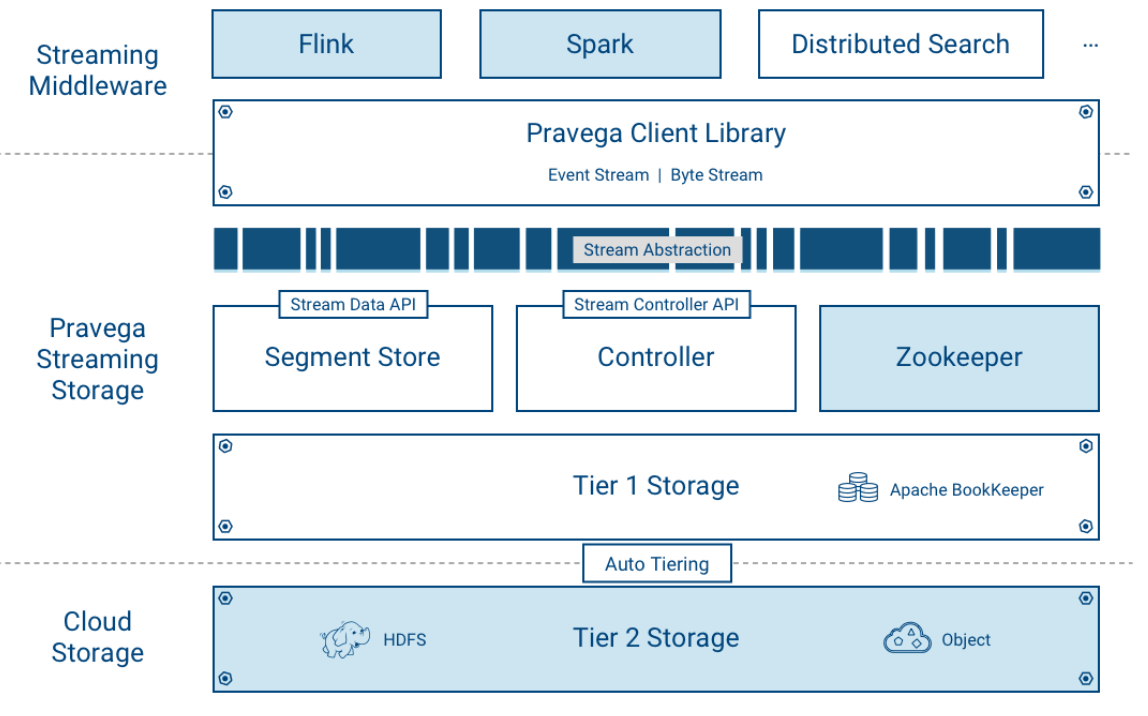 Streaming
Middleware
Flink
Spark
Distributed Search
...
Pravega Client Library
Event Stream | Byte Stream
Stream Abstraction
Pravega
Streaming
Storage
Stream Data API
Segment Store
Stream Controller API
Controller
Zookeeper
Tier 1 Storage
Apache BookKeeper
Auto Tiering
Cloud
Storage
HDFS
Tier 2 Storage
Object